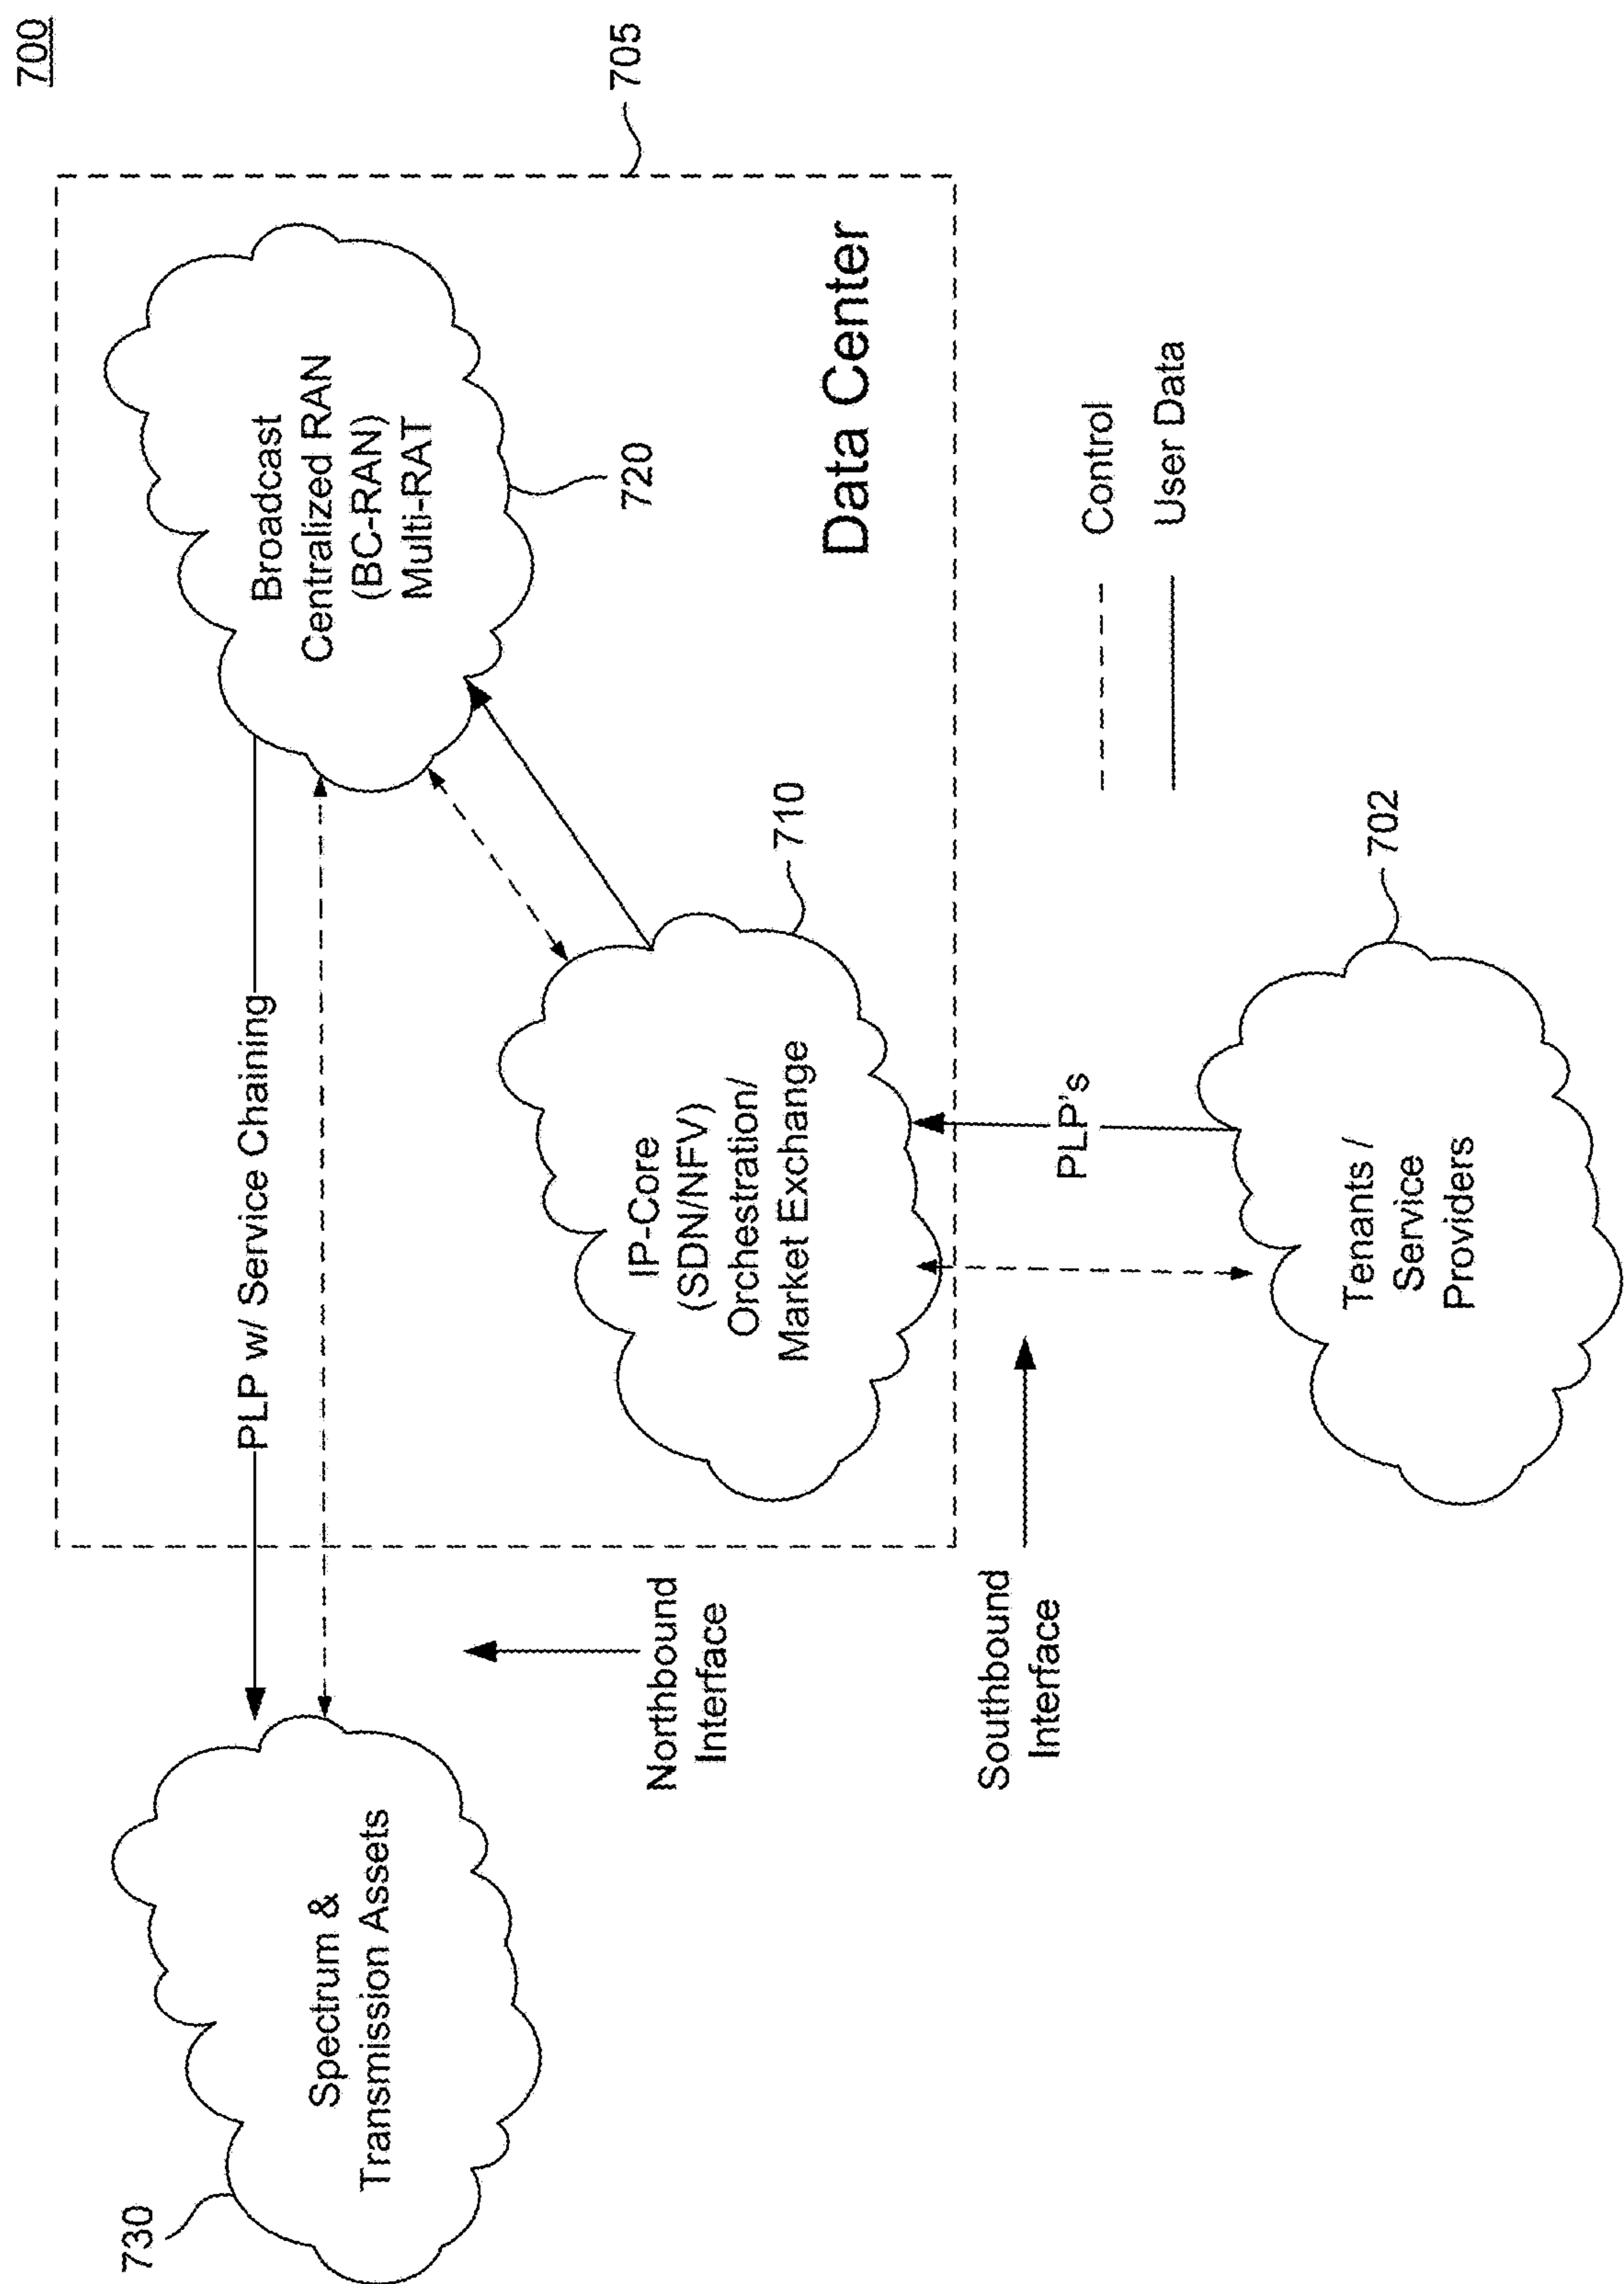 700
705
PLP w/ Service Chaining
Broadcast
Centralized RAN
(BC-RAN)
Multi-RAT
720
730
Spectrum &
Transmission Assets
IP-Core
(SDN/NFV)
Orchestration/
Market Exchange
710
Data Center
Northbound
Interface
Southbound
Interface
PLP's
Control
User Data
Tenants /
Service
Providers
702